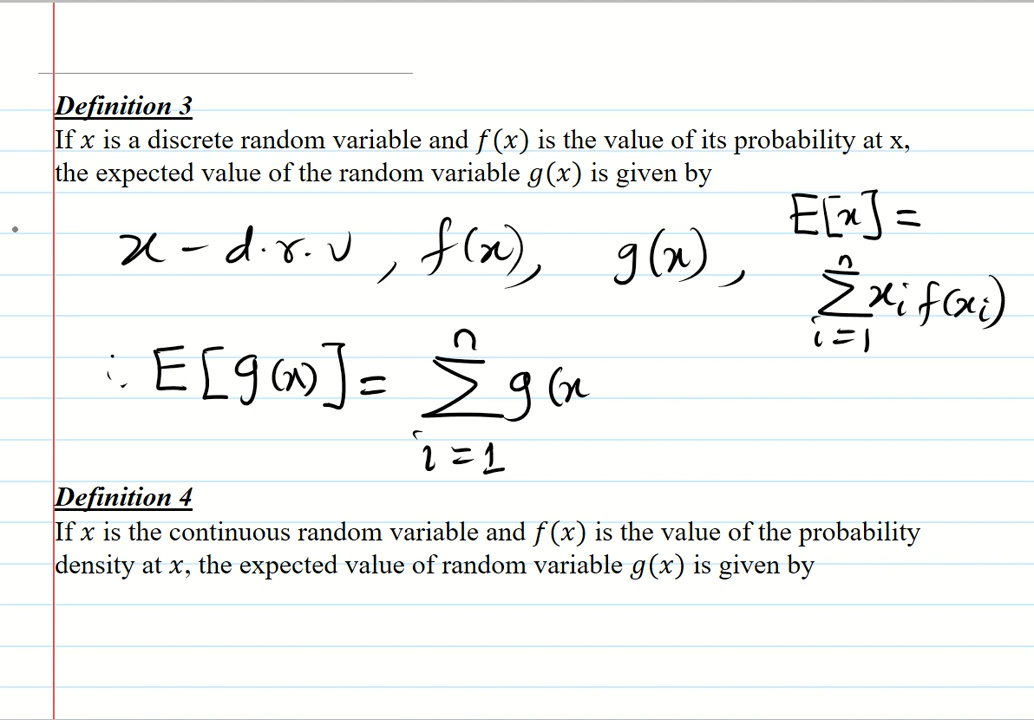 Definition 3
If x is a discrete random variable and f(x) is the value of its probability at x,
the expected value of the random variable g(x) is given by
x - d.r.v , f(x), g(x), E[x] =
n
∑ xᵢ f(xᵢ)
i=1
∴ E[g(x)] = n
∑ g(x
i=1
Definition 4
If x is the continuous random variable and f(x) is the value of the probability
density at x, the expected value of random variable g(x) is given by